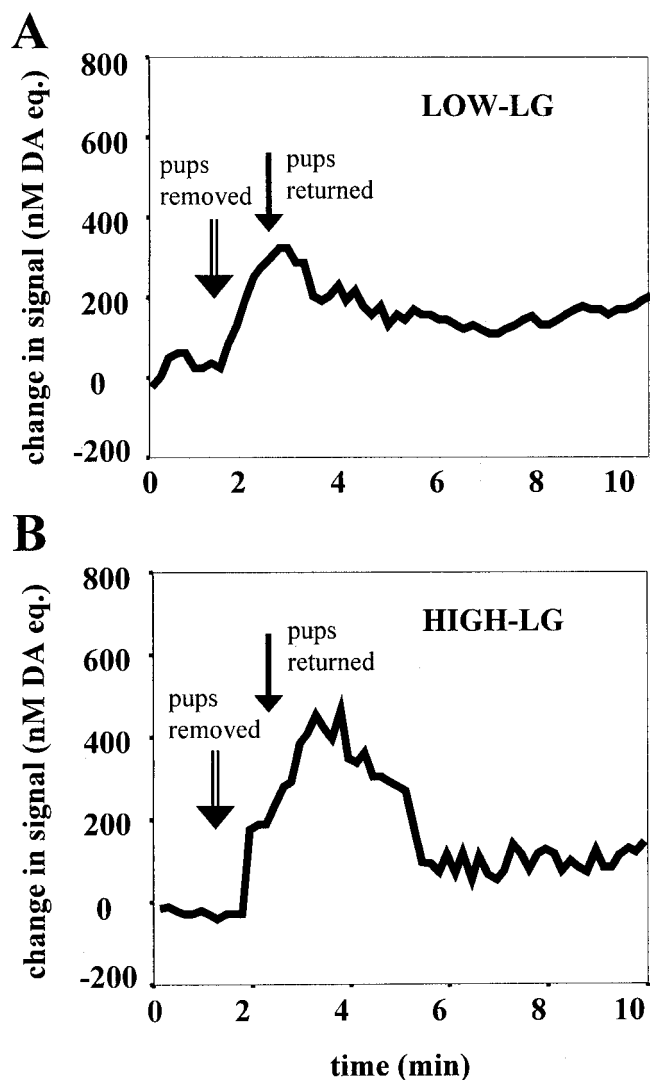 A
change in signal (nM DA eq.)
800
600
400
200
0
-200
LOW-LG
pups
removed
pups
returned
0 2 4 6 8 10
B
change in signal (nM DA eq.)
800
600
400
200
0
-200
HIGH-LG
pups
returned
pups
removed
0 2 4 6 8 10
time (min)